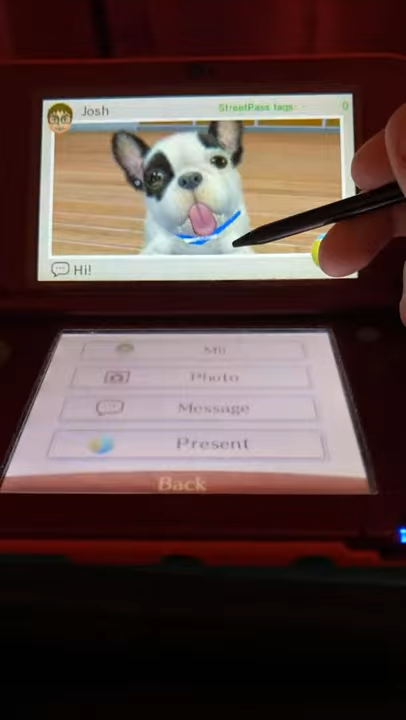 Josh
StreetPass tags: 0
Hi!
Mii
Photo
Message
Present
Back